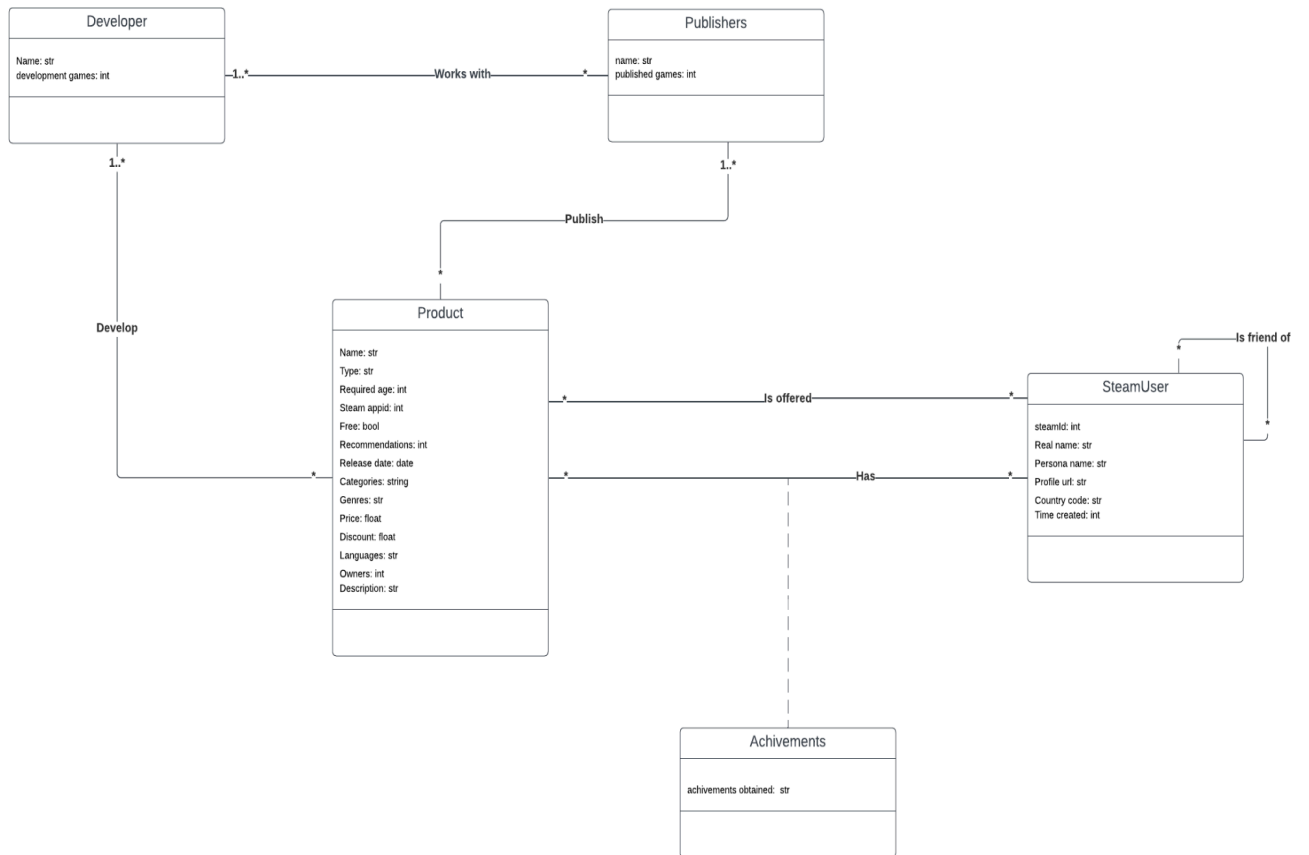 Developer
Name: str
development games: int
1..*
Works with
*
Publishers
name: str
published games: int
1..*
1..*
Publish
*
Develop
*
Product
Name: str
Type: str
Required age: int
Steam appid: int
Free: bool
Recommendations: int
Release date: date
Categories: string
Genres: str
Price: float
Discount: float
Languages: str
Owners: int
Description: str
*
Is offered
*
*
Has
*
Is friend of
*
*
SteamUser
steamId: int
Real name: str
Persona name: str
Profile url: str
Country code: str
Time created: int
Achivements
achivements obtained: str